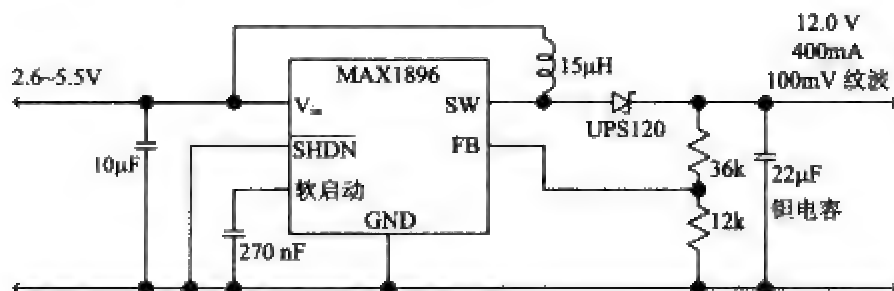 12.0 V
400mA
100mV 纹波
2.6~5.5V
15μH
MAX1896
Vin
SW
UPS120
SHDN
FB
10μF
36k
22μF
钽电容
软启动
GND
12k
270 nF